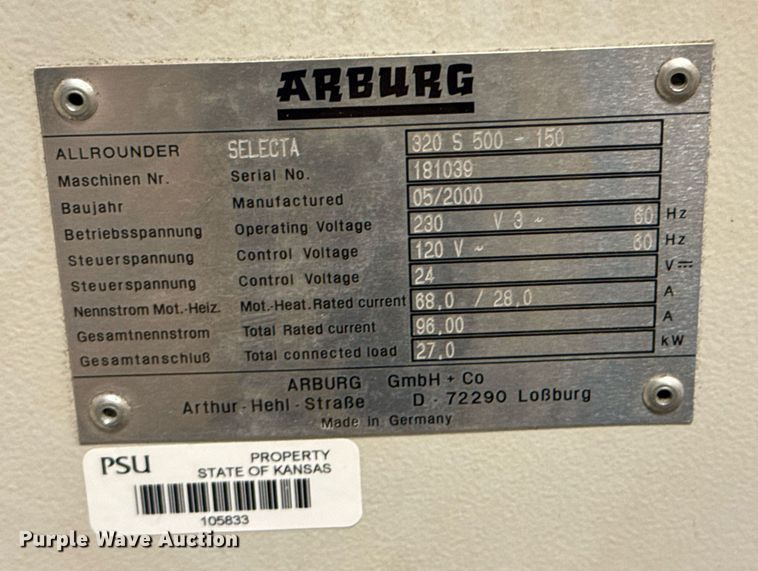 ARBURG
ALLROUNDER SELECTA 320 S 500 - 150
Maschinen Nr. Serial No. 181039
Baujahr Manufactured 05/2000
Betriebsspannung Operating Voltage 230 V 3 ~ 60 Hz
Steuerspannung Control Voltage 120 V ~ 60 Hz
Steuerspannung Control Voltage 24 V⎓
Nennstrom Mot.-Heiz. Mot.-Heat. Rated current 68,0 / 28,0 A
Gesamtnennstrom Total Rated current 96,00 A
Gesamtanschluß Total connected load 27,0 kW
ARBURG GmbH + Co
Arthur - Hehl - Straße D - 72290 Loßburg
Made in Germany
PSU PROPERTY
STATE OF KANSAS
105833
Purple Wave Auction